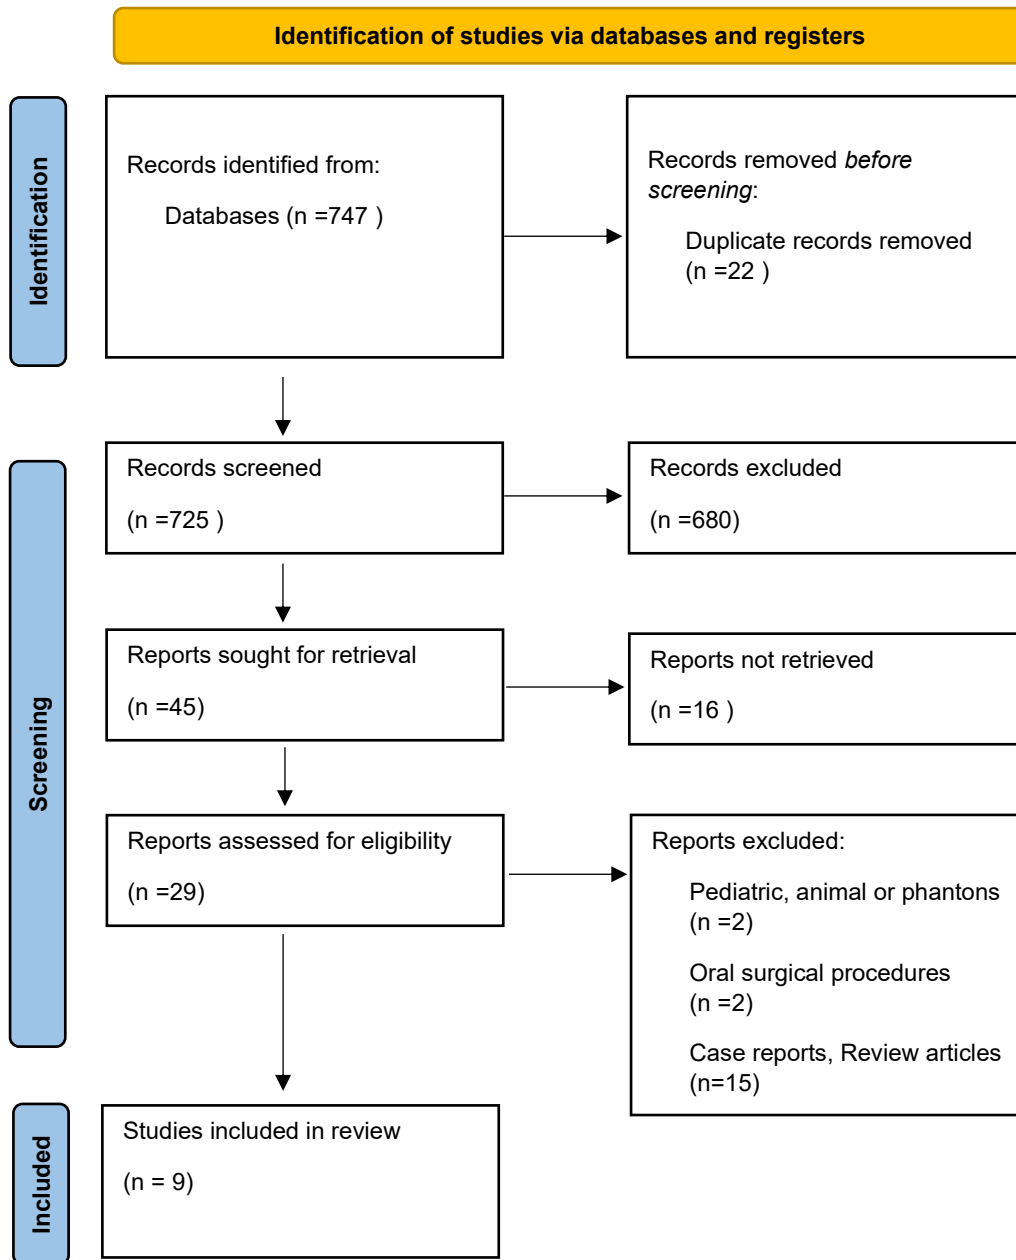 Identification of studies via databases and registers
Identification
Records identified from:
Databases (n =747 )
Records removed before
screening:
Duplicate records removed
(n =22 )
Screening
Records screened
(n =725 )
Records excluded
(n =680)
Reports sought for retrieval
(n =45)
Reports not retrieved
(n =16 )
Reports assessed for eligibility
(n =29)
Reports excluded:
Pediatric, animal or phantons
(n =2)
Oral surgical procedures
(n =2)
Case reports, Review articles
(n=15)
Included
Studies included in review
(n = 9)